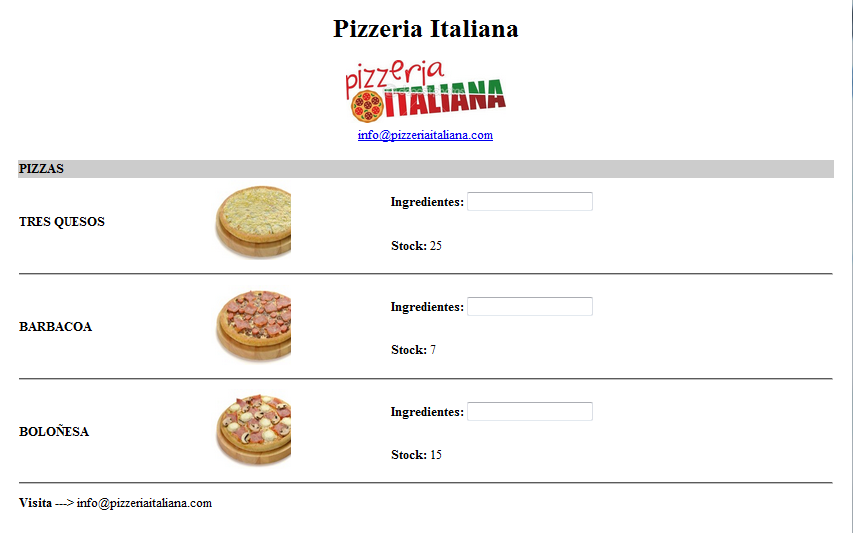 Pizzeria Italiana
pizzeria
ITALIANA
info@pizzeriaitaliana.com
PIZZAS
TRES QUESOS
Ingredientes:
Stock: 25
BARBACOA
Ingredientes:
Stock: 7
BOLOÑESA
Ingredientes:
Stock: 15
Visita ---> info@pizzeriaitaliana.com